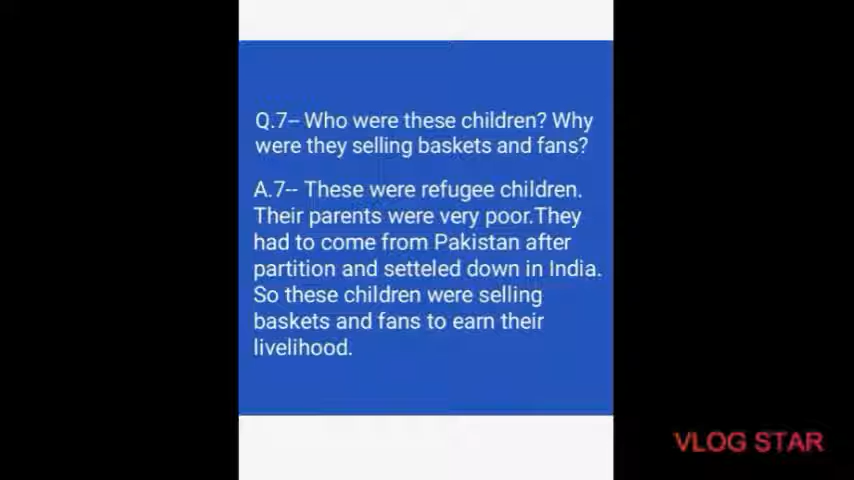 Q.7– Who were these children? Why
were they selling baskets and fans?
A.7-- These were refugee children.
Their parents were very poor.They
had to come from Pakistan after
partition and setteled down in India.
So these children were selling
baskets and fans to earn their
livelihood.
VLOG STAR